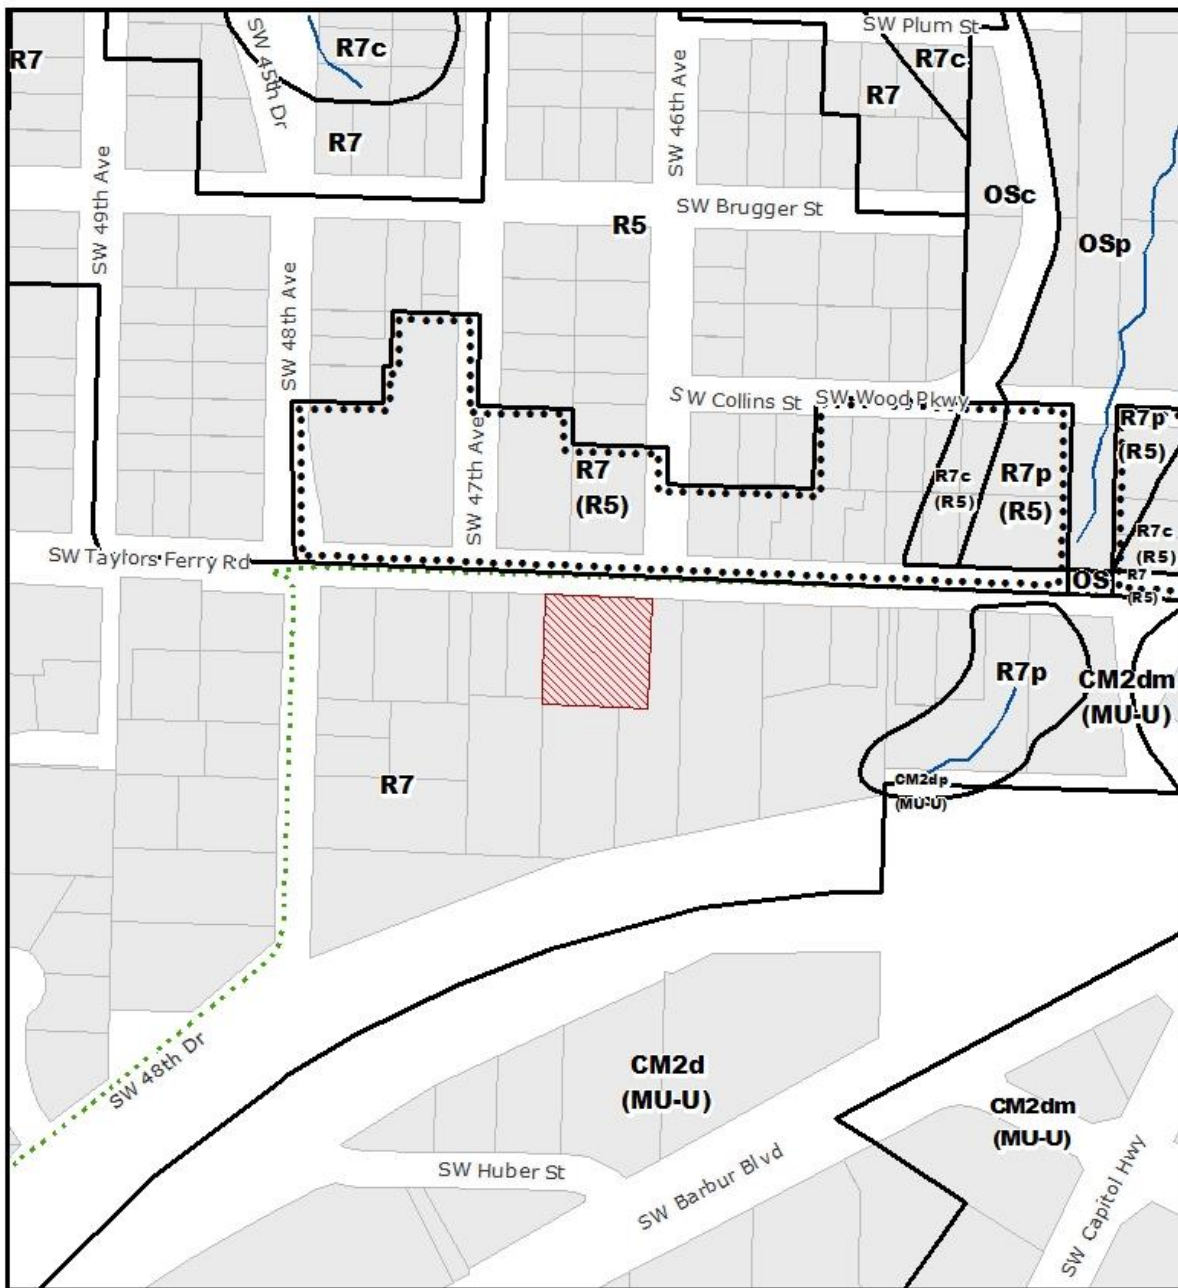 SW Plum St
R7
SW 45th Dr
R7c
R7c
R7
R7
SW 46th Ave
SW 49th Ave
OSc
SW Brugger St
R5
OSp
SW 48th Ave
SW Collins St
SW Wood Pkwy
R7p
(R5)
SW 47th Ave
R7
(R5)
R7c
(R5)
R7p
(R5)
R7c
(R5)
SW Taylors Ferry Rd
OS
R7
(R5)
R7p
CM2dm
(MU-U)
R7
CM2dp
(MU-U)
SW 48th Dr
CM2d
(MU-U)
CM2dm
(MU-U)
SW Huber St
SW Barbur Blvd
SW Capitol Hwy